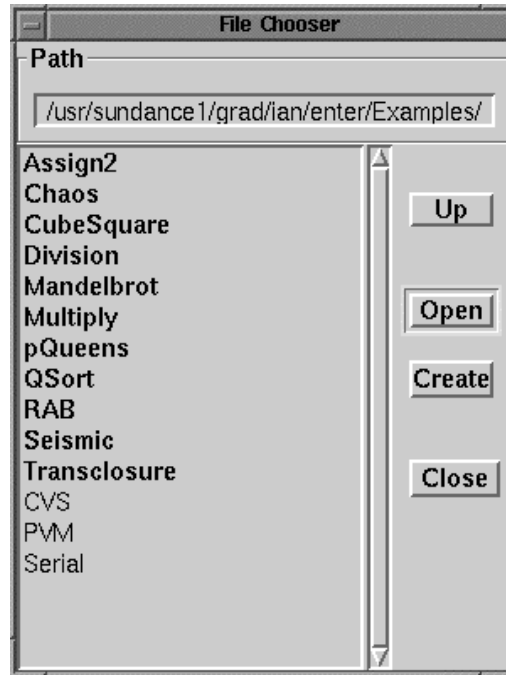 File Chooser
Path
/usr/sundance1/grad/ian/enter/Examples/
Assign2
Chaos
CubeSquare
Division
Mandelbrot
Multiply
pQueens
QSort
RAB
Seismic
Transclosure
CVS
PVM
Serial
Up
Open
Create
Close